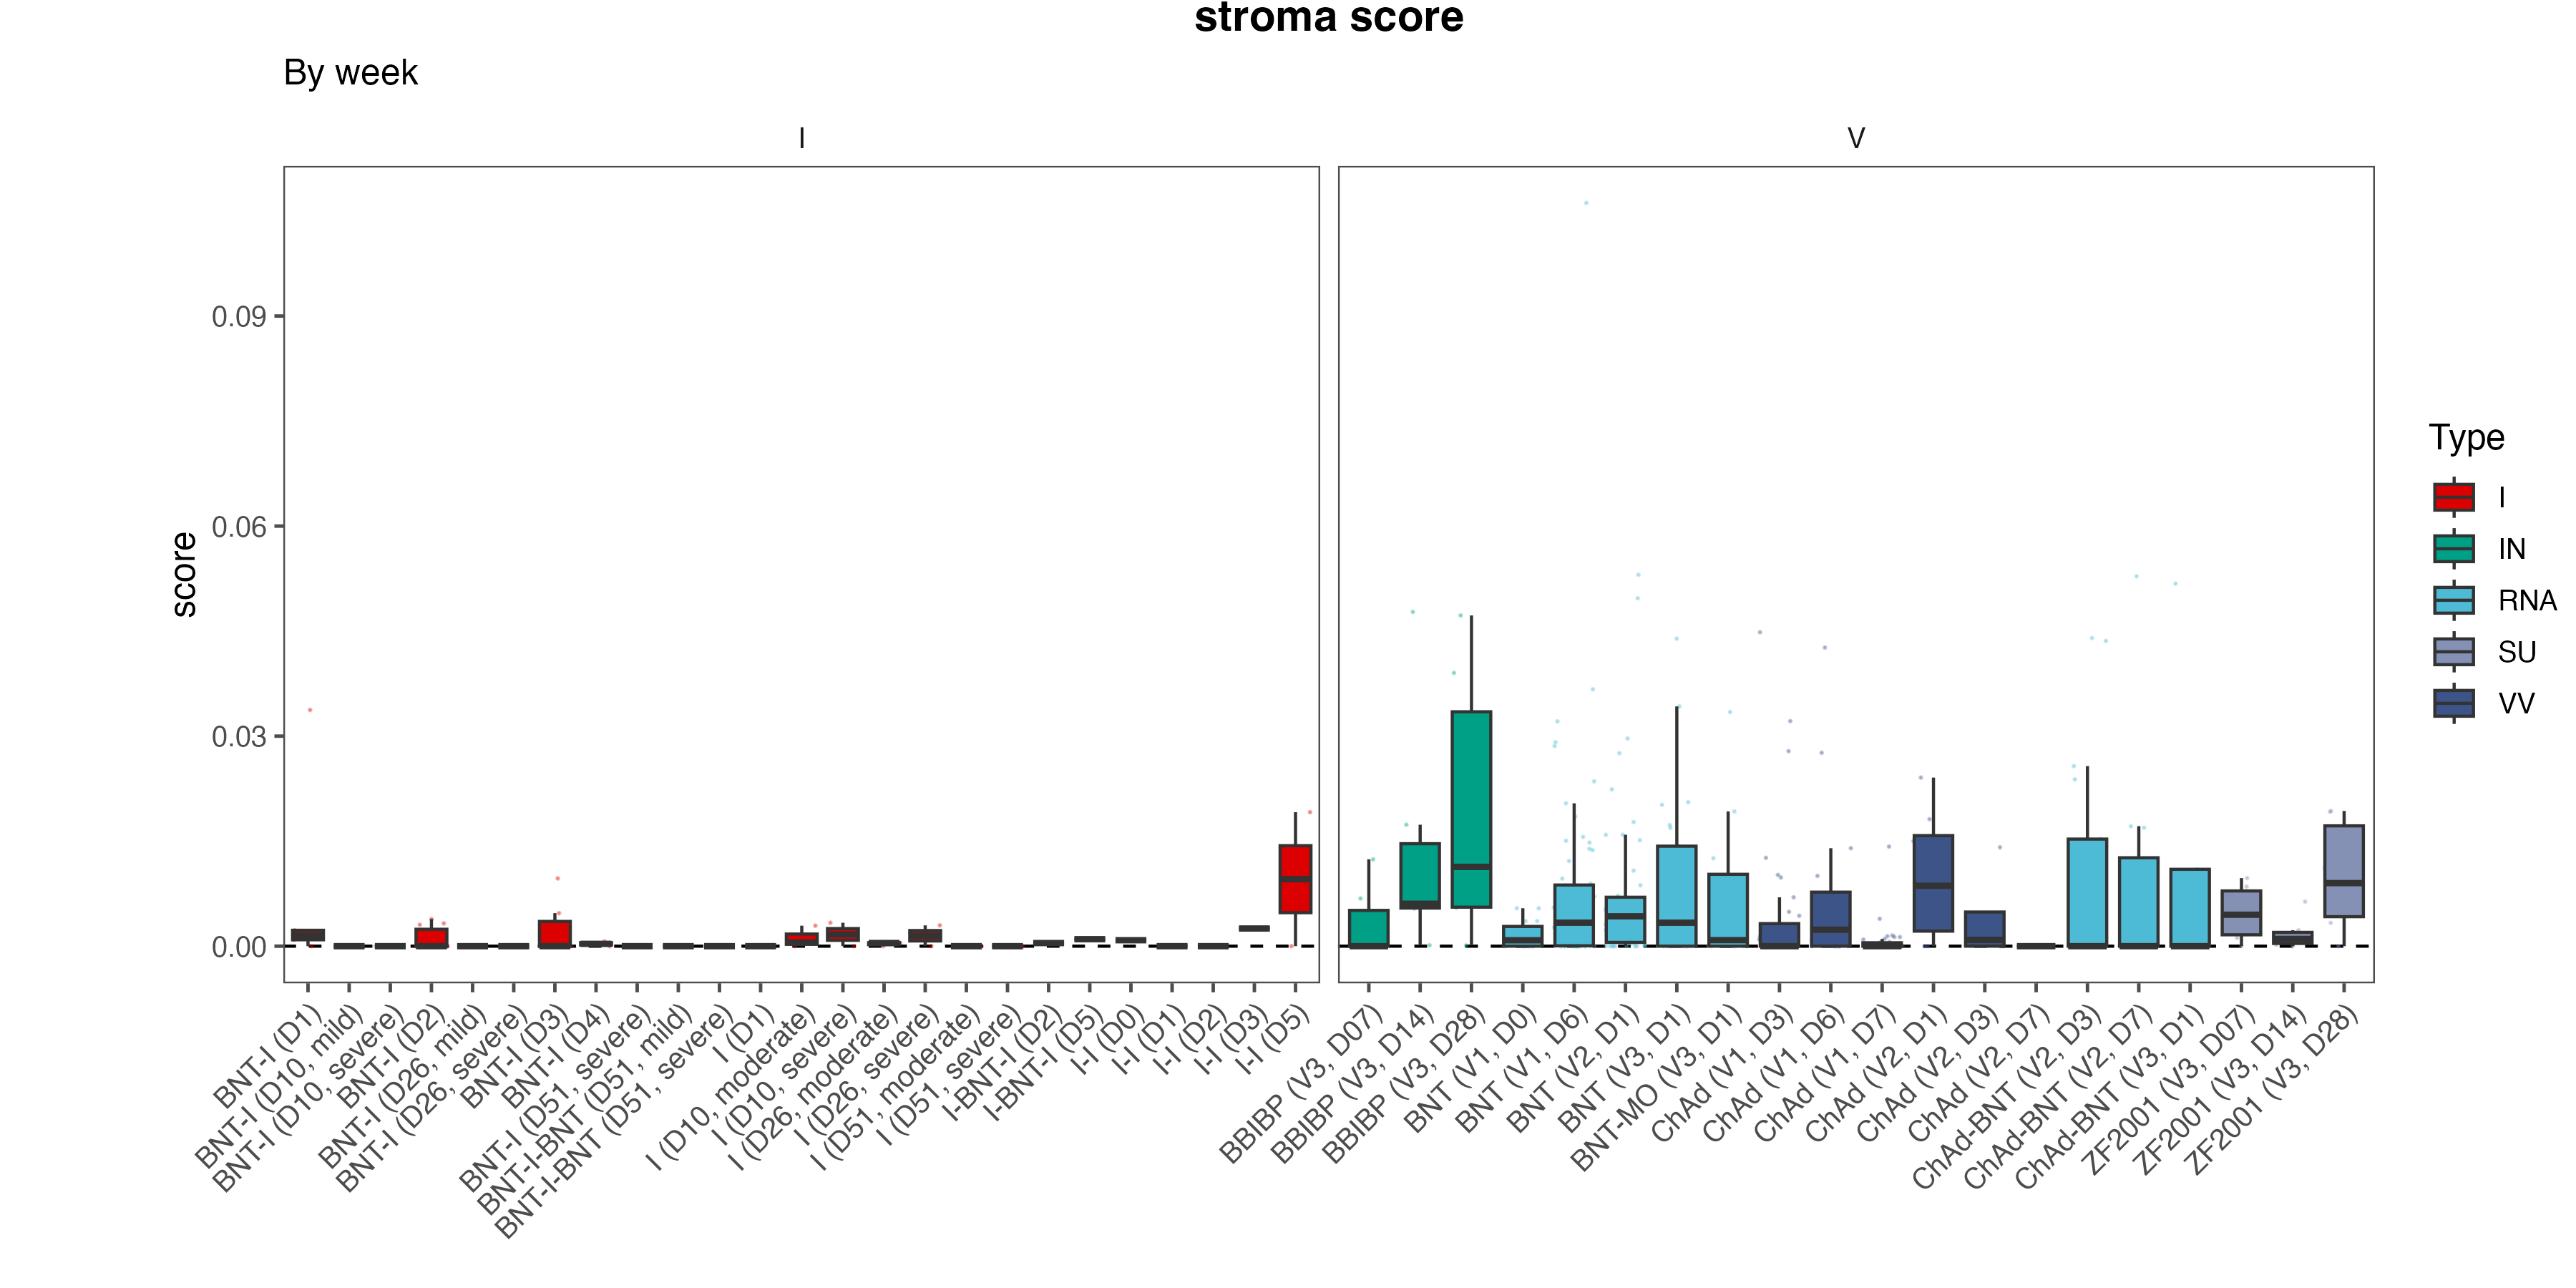 stroma score
By week
I
V
0.09
0.06
0.03
0.00
score
BNT-I (D1)
BNT-I (D10, mild)
BNT-I (D10, severe)
BNT-I (D2)
BNT-I (D26, mild)
BNT-I (D26, severe)
BNT-I (D3)
BNT-I (D4)
BNT-I (D51, severe)
BNT-I-BNT (D51, mild)
BNT-I-BNT (D51, severe)
I (D1)
I (D10, moderate)
I (D10, severe)
I (D26, moderate)
I (D26, severe)
I (D51, moderate)
I (D51, severe)
I-BNT-I (D2)
I-BNT-I (D5)
I-I (D0)
I-I (D1)
I-I (D2)
I-I (D3)
I-I (D5)
BBIBP (V3, D07)
BBIBP (V3, D14)
BBIBP (V3, D28)
BNT (V1, D0)
BNT (V1, D6)
BNT (V2, D1)
BNT (V3, D1)
BNT-MO (V3, D1)
ChAd (V1, D3)
ChAd (V1, D6)
ChAd (V1, D7)
ChAd (V2, D1)
ChAd (V2, D3)
ChAd (V2, D7)
ChAd-BNT (V2, D3)
ChAd-BNT (V2, D7)
ChAd-BNT (V3, D1)
ZF2001 (V3, D07)
ZF2001 (V3, D14)
ZF2001 (V3, D28)
Type
I
IN
RNA
SU
VV